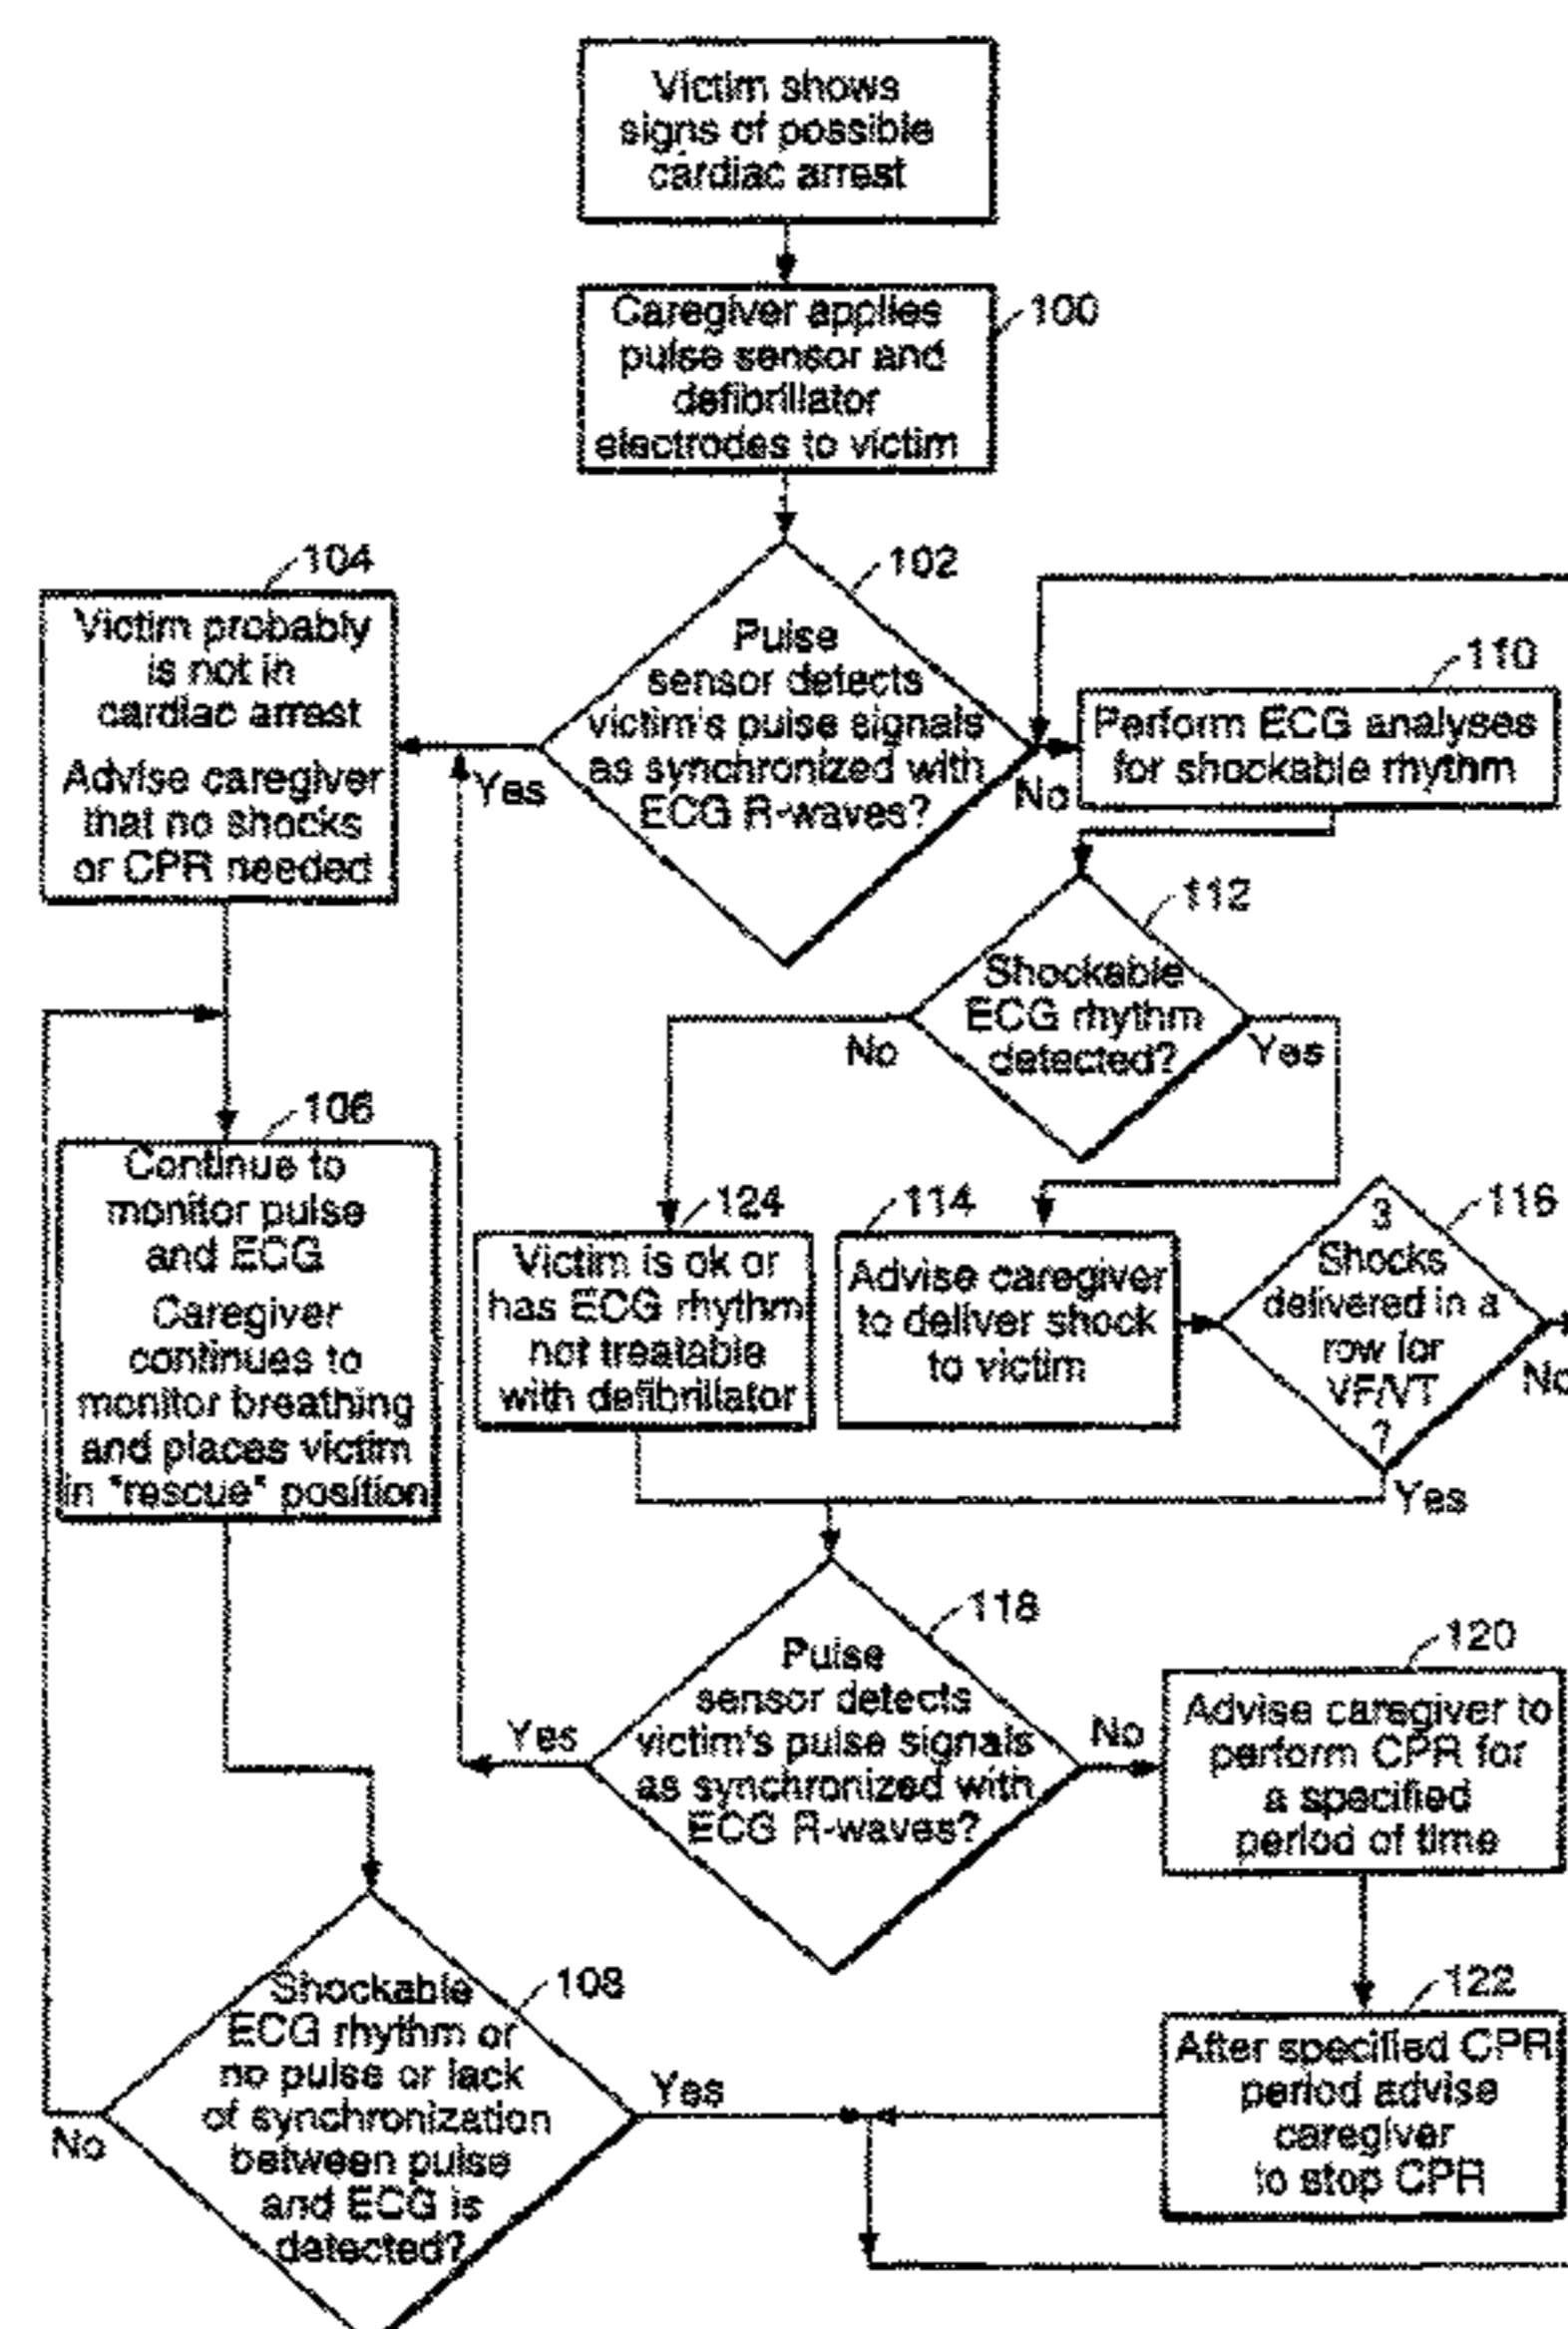 Victim shows
signs of possible
cardiac arrest
100
Caregiver applies
pulse sensor and
defibrillator
electrodes to victim
102
Pulse
sensor detects
victim's pulse signals
as synchronized with
ECG R-waves?
Yes
No
104
Victim probably
is not in
cardiac arrest
Advise caregiver
that no shocks
or CPR needed
110
Perform ECG analyses
for shockable rhythm
112
Shockable
ECG rhythm
detected?
No
Yes
106
Continue to
monitor pulse
and ECG
Caregiver
continues to
monitor breathing
and places victim
in "rescue" position
124
Victim is ok or
has ECG rhythm
not treatable
with defibrillator
114
Advise caregiver
to deliver shock
to victim
116
3
Shocks
delivered in a
row for
VF/VT
?
No
Yes
118
Pulse
sensor detects
victim's pulse signals
as synchronized with
ECG R-waves?
Yes
No
120
Advise caregiver to
perform CPR for
a specified
period of time
108
Shockable
ECG rhythm or
no pulse or lack
of synchronization
between pulse
and ECG is
detected?
No
Yes
122
After specified CPR
period advise
caregiver
to stop CPR